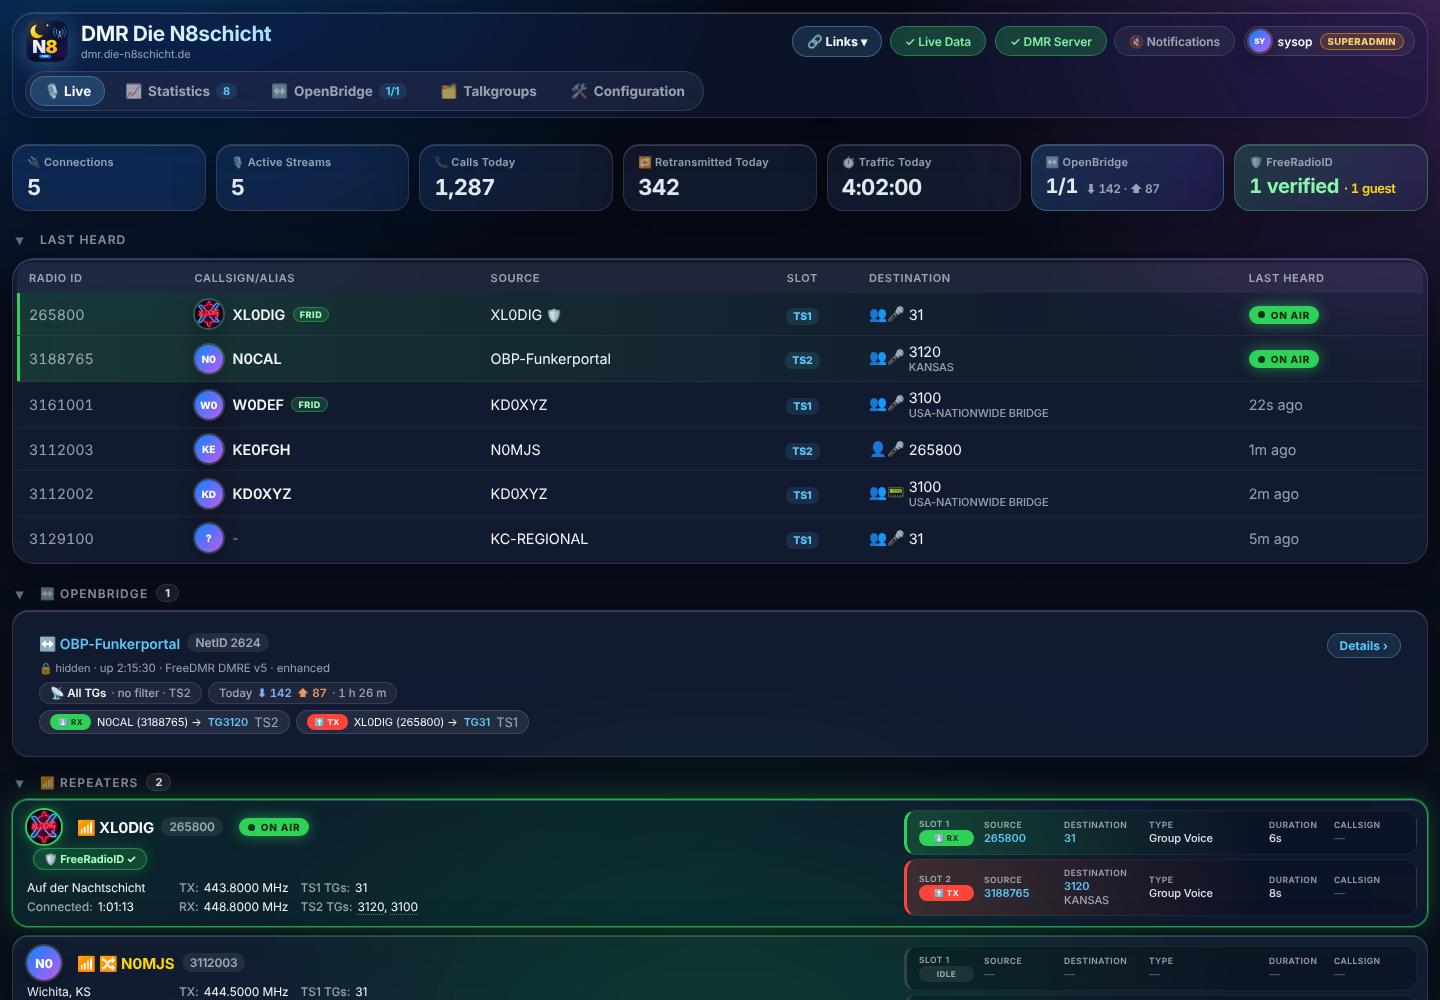 N8
DMR Die N8schicht
dmr.die-n8schicht.de
Links ▾
✓ Live Data
✓ DMR Server
Notifications
SY sysop SUPERADMIN
Live
Statistics 8
OpenBridge 1/1
Talkgroups
Configuration
Connections
5
Active Streams
5
Calls Today
1,287
Retransmitted Today
342
Traffic Today
4:02:00
OpenBridge
1/1 ⬇ 142 · ⬆ 87
FreeRadioID
1 verified · 1 guest
▼ LAST HEARD
RADIO ID CALLSIGN/ALIAS SOURCE SLOT DESTINATION LAST HEARD
265800 XL0DIG FRID XL0DIG TS1 31 ON AIR
3188765 N0 N0CAL OBP-Funkerportal TS2 3120 ON AIR
KANSAS
3161001 W0 W0DEF FRID KD0XYZ TS1 3100 22s ago
USA-NATIONWIDE BRIDGE
3112003 KE KE0FGH N0MJS TS2 265800 1m ago
3112002 KD KD0XYZ KD0XYZ TS1 3100 2m ago
USA-NATIONWIDE BRIDGE
3129100 ? - KC-REGIONAL TS1 31 5m ago
▼ OPENBRIDGE 1
OBP-Funkerportal NetID 2624
Details ›
hidden · up 2:15:30 · FreeDMR DMRE v5 · enhanced
All TGs · no filter · TS2
Today ⬇ 142 ⬆ 87 · 1 h 26 m
RX N0CAL (3188765) → TG3120 TS2
TX XL0DIG (265800) → TG31 TS1
▼ REPEATERS 2
XL0DIG 265800 ON AIR
FreeRadioID ✓
Auf der Nachtschicht TX: 443.8000 MHz TS1 TGs: 31
Connected: 1:01:13 RX: 448.8000 MHz TS2 TGs: 3120, 3100
SLOT 1 SOURCE DESTINATION TYPE DURATION CALLSIGN
RX 265800 31 Group Voice 6s —
SLOT 2 SOURCE DESTINATION TYPE DURATION CALLSIGN
TX 3188765 3120 Group Voice 8s —
KANSAS
N0 N0MJS 3112003
Wichita, KS TX: 444.5000 MHz TS1 TGs: 31
SLOT 1 SOURCE DESTINATION TYPE DURATION CALLSIGN
IDLE — — — — —